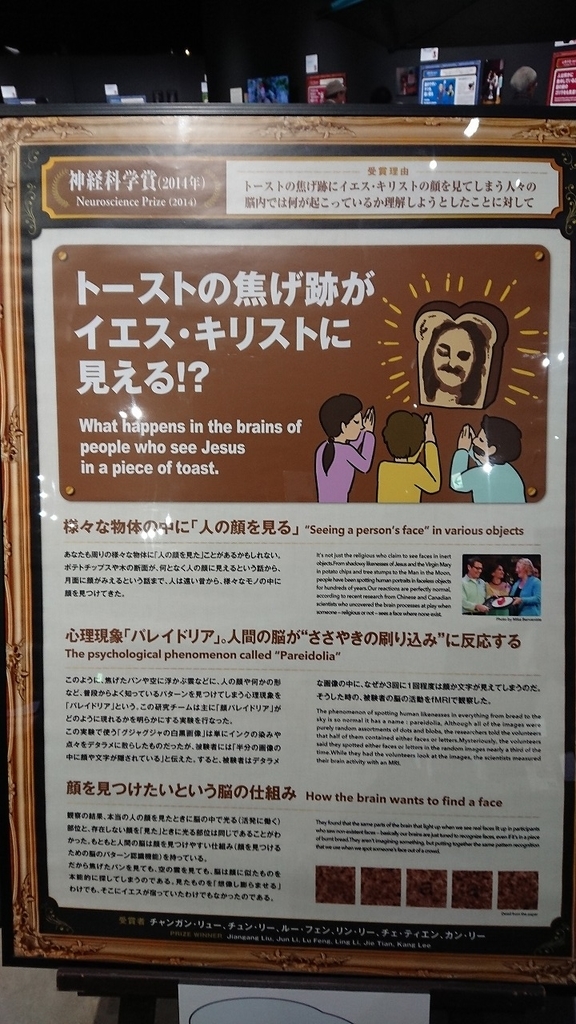 神経科学賞(2014年)
Neuroscience Prize (2014)
受賞理由
トーストの焦げ跡にイエス・キリストの顔を見てしまう人々の
脳内では何が起こっているか理解しようとしたことに対して
トーストの焦げ跡が
イエス・キリストに
見える!?
What happens in the brains of
people who see Jesus
in a piece of toast.
様々な物体の中に「人の顔を見る」 "Seeing a person's face" in various objects
あなたも周りの様々な物体に「人の顔を見た」ことがあるかもしれない。
ポテトチップスや木の断面が、何となく人の顔に見えるという話から、
月面に顔がみえるという話まで、人は遠い昔から、様々なモノの中に
顔を見つけてきた。
It's not just the religious who claim to see faces in inert
objects. From shadowy likenesses of Jesus and the Virgin Mary
in potato chips and tree stumps to the Man in the Moon,
people have been spotting human portraits in faceless objects
for hundreds of years. Our reactions are perfectly normal,
according to recent research from Chinese and Canadian
scientists who uncovered the brain processes at play when
someone - religious or not - sees a face where none exist.
心理現象「パレイドリア」。人間の脳が"ささやきの刷り込み"に反応する
The psychological phenomenon called "Pareidolia"
このように、焦げたパンや空に浮かぶ雲などに、人の顔や何かの形
など、普段からよく知っているパターンを見つけてしまう心理現象を
「パレイドリア」という。この研究チームは主に「顔パレイドリア」が
どのように現れるかを明らかにする実験を行なった。
この実験で使う「グジャグジャの白黒画像」は単にインクの染みや
点々をデタラメに散らしたものだったが、被験者には「半分の画像の
中に顔や文字が隠されている」と伝えた。すると、被験者はデタラメ
な画像の中に、なぜか3回に1回程度は顔か文字が見えてしまうのだ。
そうした時の、被験者の脳の活動をfMRIで観察した。
The phenomenon of spotting human likenesses in everything from bread to the
sky is so normal it has a name : pareidolia. Although all of the images were
purely random assortments of dots and blobs, the researchers told the volunteers
that half of them contained either faces or letters. Mysteriously, the volunteers
said they spotted either faces or letters in the random images nearly a third of the
time. While they had the volunteers look at the images, the scientists measured
their brain activity with an MRI.
顔を見つけたいという脳の仕組み How the brain wants to find a face
観察の結果、本当の人の顔を見たときに脳の中で光る(活発に働く)
部位と、存在しない顔を「見た」ときに光る部位は同じであることがわ
かった。もともと人間の脳は顔を見つけやすい仕組み(顔を見つける
ための脳のパターン認識機能)を持っている。
だから焦げたパンを見ても、空の雲を見ても、脳は顔に似たものを
本能的に探してしまうのである。見たものを「想像し膨らませる」
わけでも、そこにイエスが宿っていたわけでもなかったのである。
They found that the same parts of the brain that light up when we see real faces fire up in participants
who saw non-existent faces - basically our brains are just tuned to recognize faces, even if it's in a piece
of burnt bread. They aren't imagining something, but putting together the same pattern recognition
that we use when we spot someone's face out of a crowd.
受賞者 チャンガン・リュー、チュン・リー、ルー・フェン、リン・リー、チェ・ティエン、カン・リー
PRIZE WINNER Jiangang Liu, Jun Li, Lu Feng, Ling Li, Jie Tian, Kang Lee